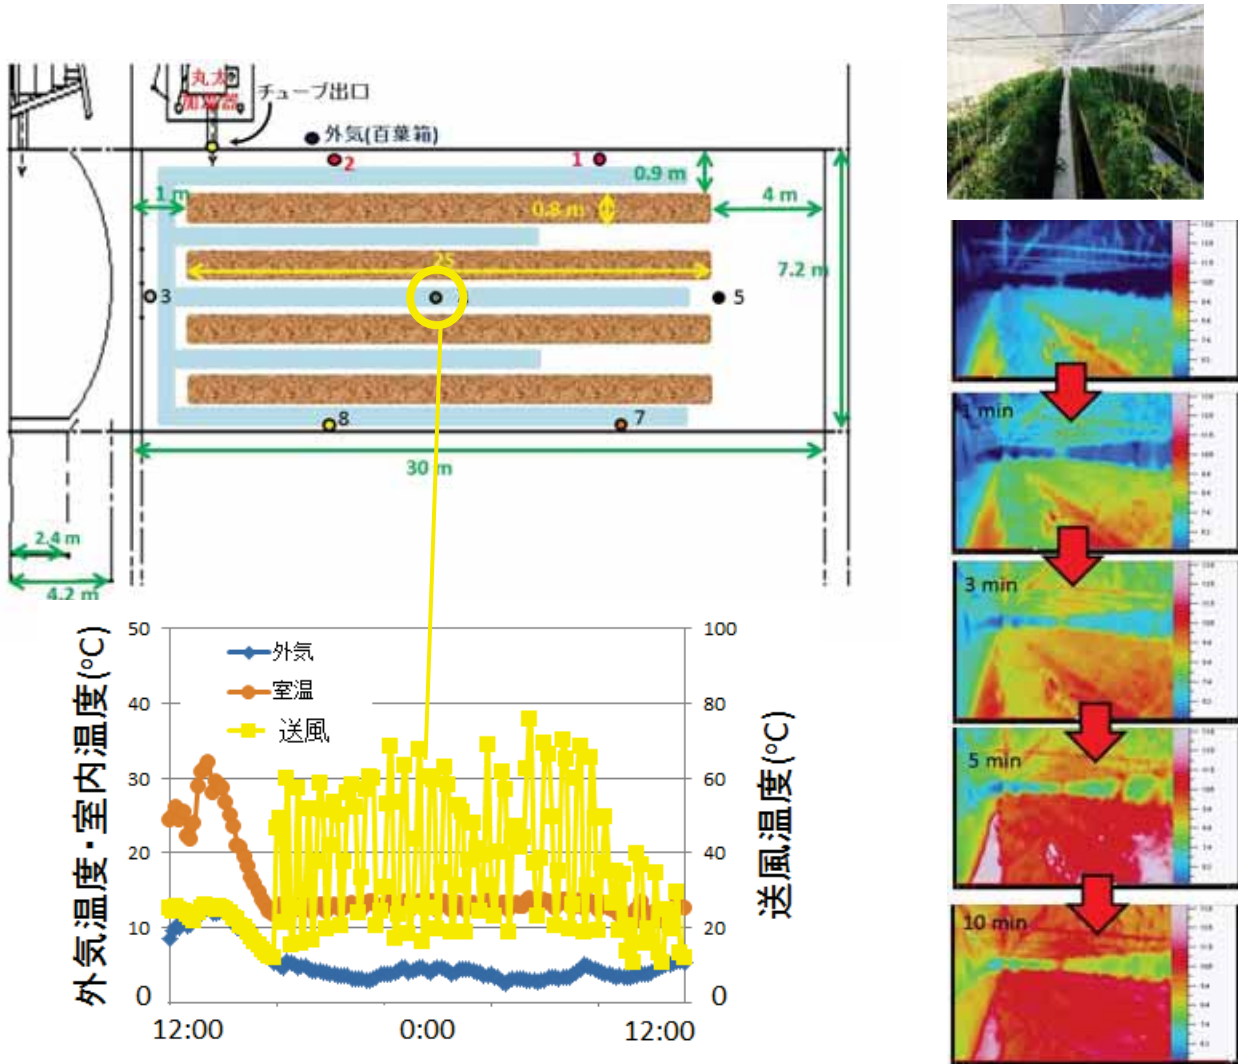 丸太
加温器
チューブ出口
外気(百葉箱)
2
1
0.9 m
1 m
0.8 m
4 m
25
7.2 m
3
4
5
8
7
30 m
2.4 m
4.2 m
外気温度・室内温度(℃)
送風温度(℃)
外気
室温
送風
50
40
30
20
10
0
100
80
60
40
20
0
12:00
0:00
12:00
1 min
3 min
5 min
10 min